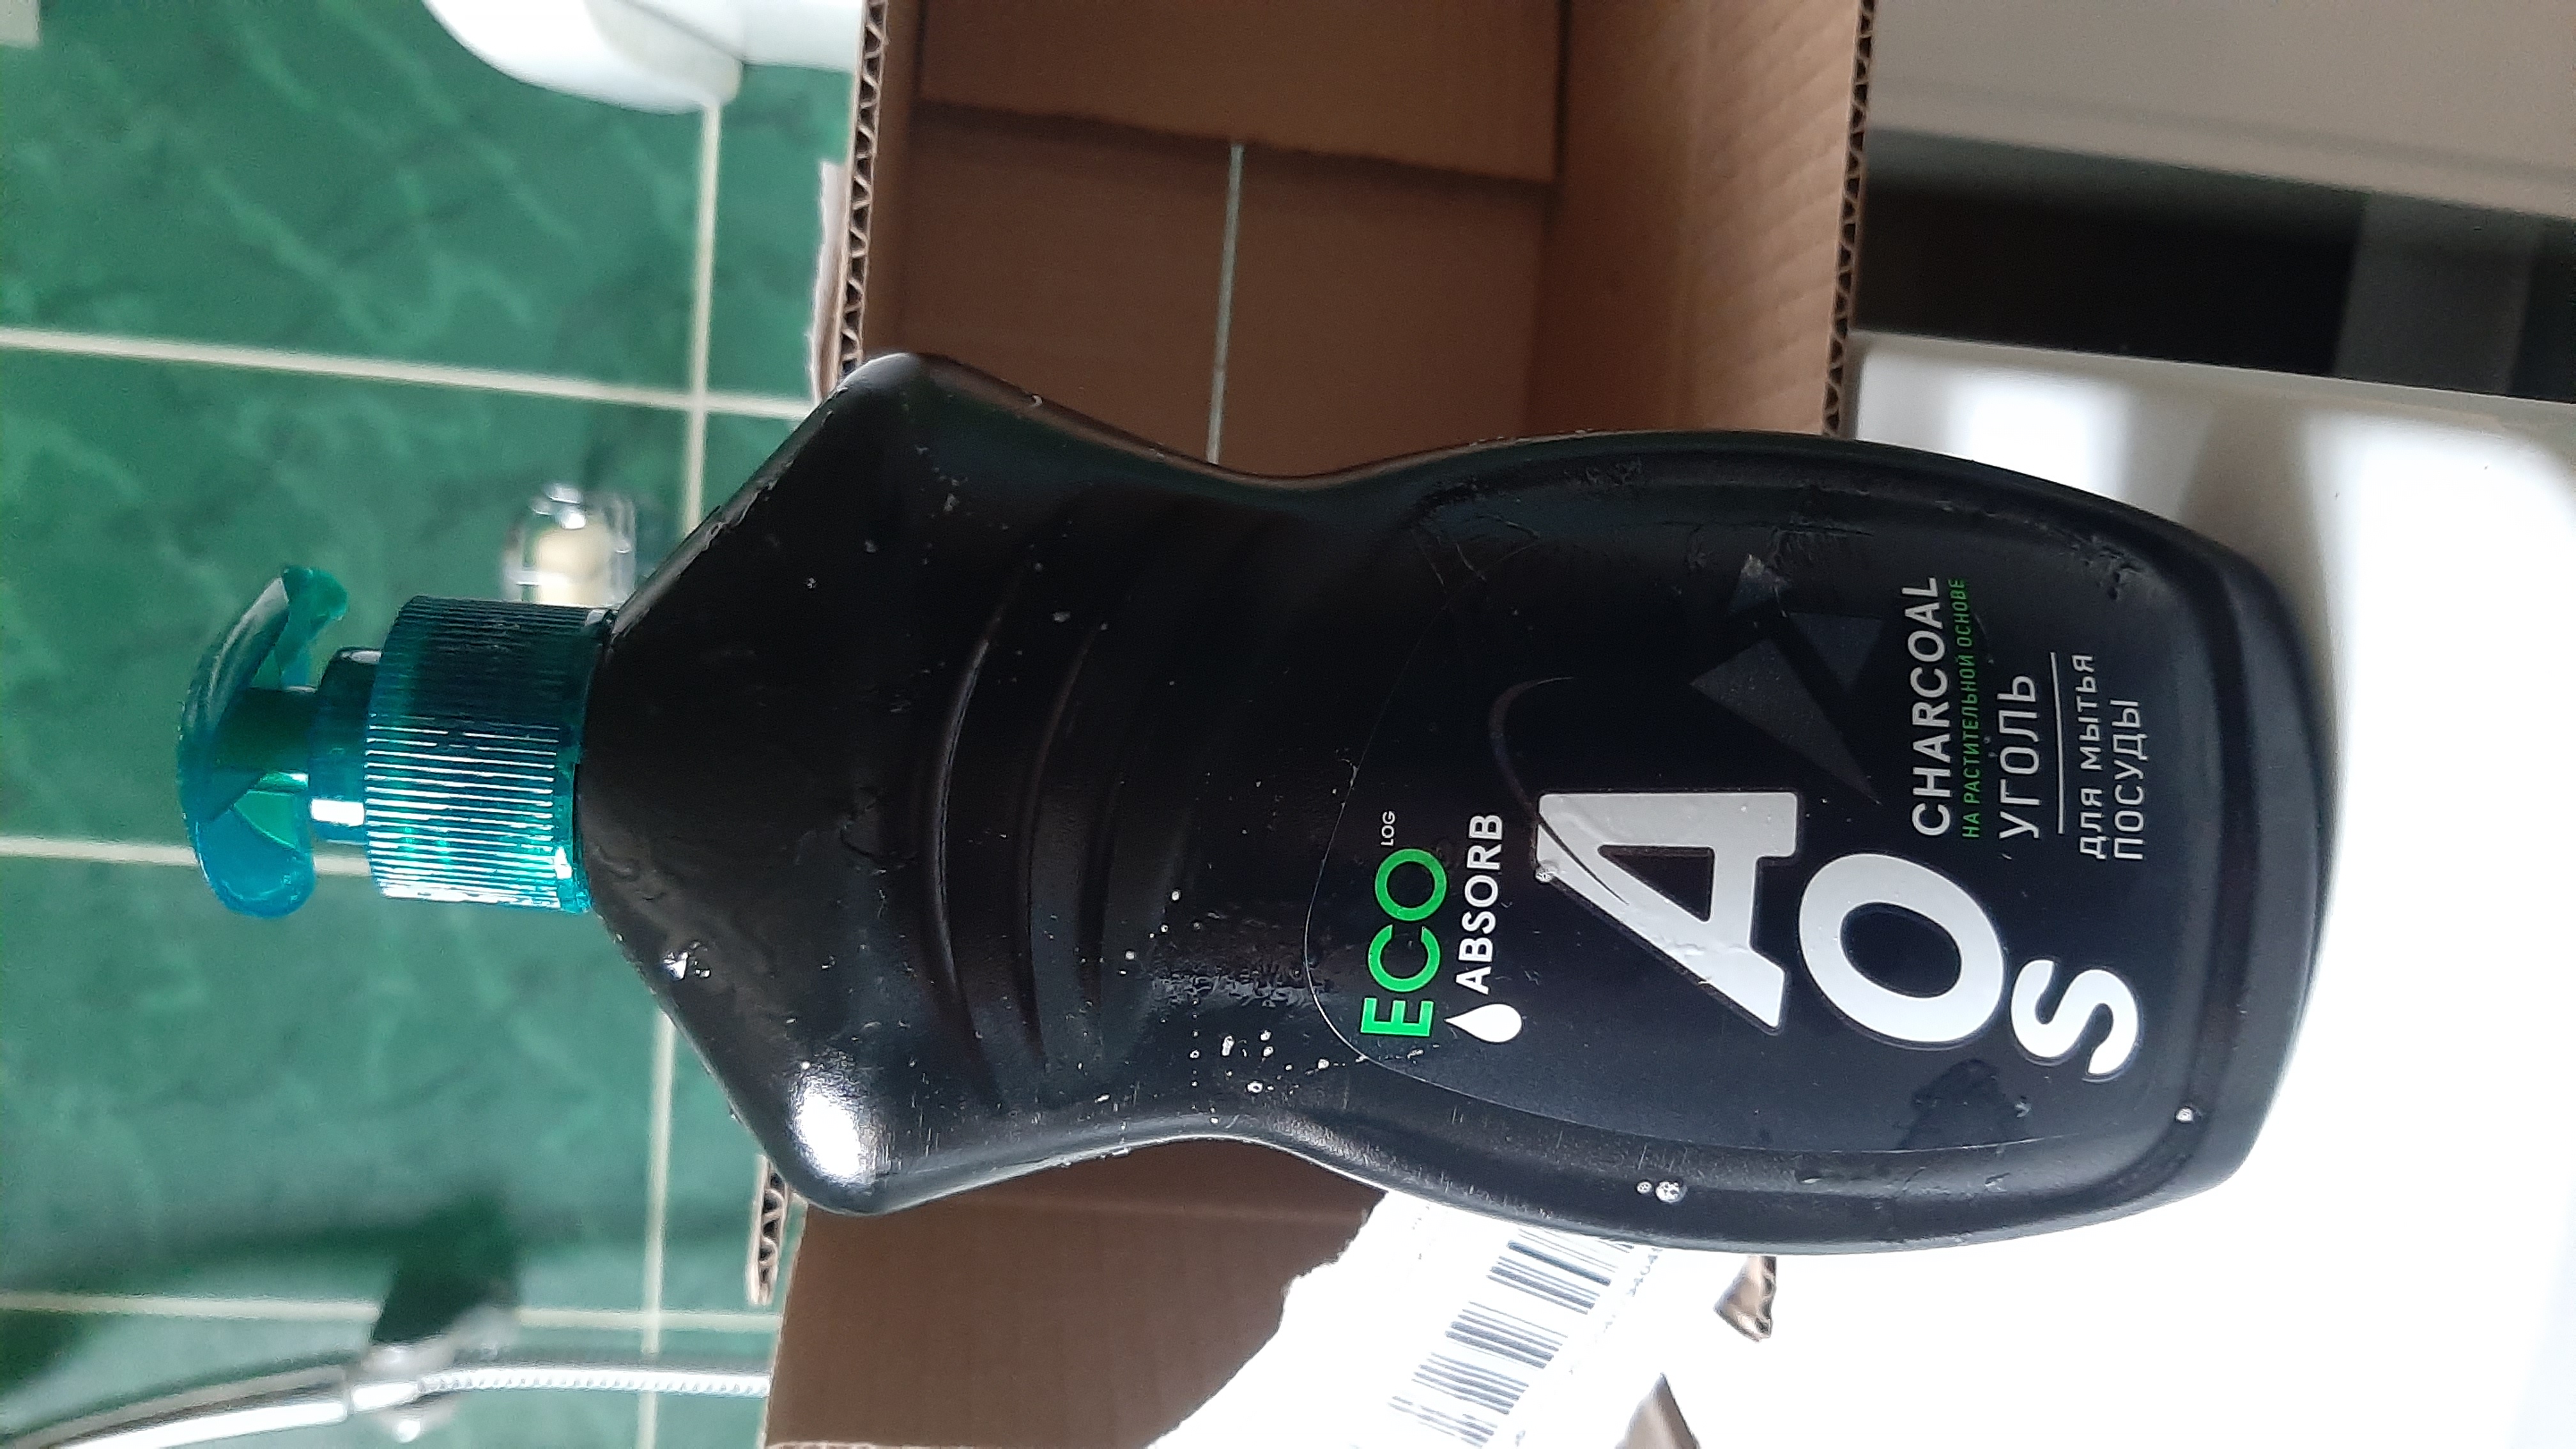 ECO LOG
ABSORB
AOS
CHARCOAL
НА РАСТИТЕЛЬНОЙ ОСНОВЕ
УГОЛЬ
ДЛЯ МЫТЬЯ
ПОСУДЫ